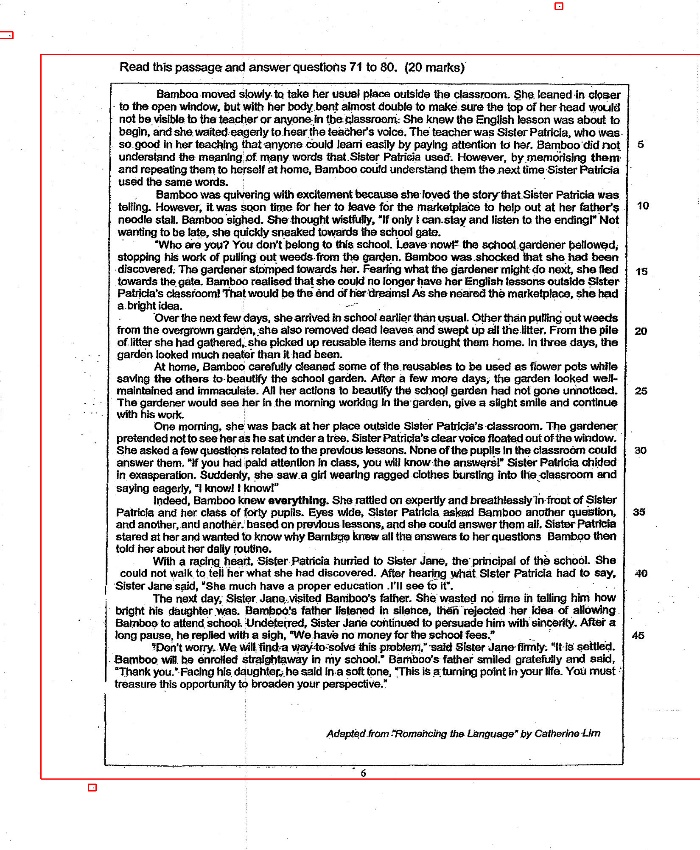 Read this passage and answer questions 71 to 80. (20 marks)
Bamboo moved slowly to take her usual place outside the classroom. She leaned in closer
to the open window, but with her body bent almost double to make sure the top of her head would
not be visible to the teacher or anyone in the classroom. She knew the English lesson was about to
begin, and she waited eagerly to hear the teacher's voice. The teacher was Sister Patricia, who was
so good in her teaching that anyone could learn easily by paying attention to her. Bamboo did not 5
understand the meaning of many words that Sister Patricia used. However, by memorising them
and repeating them to herself at home, Bamboo could understand them the next time Sister Patricia
used the same words.
Bamboo was quivering with excitement because she loved the story that Sister Patricia was
telling. However, it was soon time for her to leave for the marketplace to help out at her father's 10
needle stall. Bamboo sighed. She thought wistfully, "If only I can stay and listen to the ending!" Not
wanting to be late, she quickly sneaked towards the school gate.
"Who are you? You don't belong to this school. Leave now!" the school gardener bellowed,
stopping his work of pulling out weeds from the garden. Bamboo was shocked that she had been
discovered. The gardener stomped towards her. Fearing what the gardener might do next, she fled 15
towards the gate. Bamboo realised that she could no longer have her English lessons outside Sister
Patricia's classroom! That would be the end of her dreams! As she neared the marketplace, she had
a bright idea.
Over the next few days, she arrived in school earlier than usual. Other than pulling out weeds
from the overgrown garden, she also removed dead leaves and swept up all the litter. From the pile 20
of litter she had gathered, she picked up reusable items and brought them home. In three days, the
garden looked much neater than it had been.
At home, Bamboo carefully cleaned some of the reusables to be used as flower pots while
saving the others to beautify the school garden. After a few more days, the garden looked well-
maintained and immaculate. All her actions to beautify the school garden had not gone unnoticed. 25
The gardener would see her in the morning working in the garden, give a slight smile and continue
with his work.
One morning, she was back at her place outside Sister Patricia's classroom. The gardener
pretended not to see her as he sat under a tree. Sister Patricia's clear voice floated out of the window.
She asked a few questions related to the previous lessons. None of the pupils in the classroom could 30
answer them. "If you had paid attention in class, you will know the answers!" Sister Patricia chided
in exasperation. Suddenly, she saw a girl wearing ragged clothes bursting into the classroom and
saying eagerly, "I know! I know!"
Indeed, Bamboo knew everything. She rattled on expertly and breathlessly in front of Sister
Patricia and her class of forty pupils. Eyes wide, Sister Patricia asked Bamboo another question, 35
and another, and another, based on previous lessons, and she could answer them all. Sister Patricia
stared at her and wanted to know why Bamboo knew all the answers to her questions Bamboo then
told her about her daily routine.
With a racing heart, Sister Patricia hurried to Sister Jane, the principal of the school. She
could not walk to tell her what she had discovered. After hearing what Sister Patricia had to say, 40
Sister Jane said, "She much have a proper education .I'll see to it".
The next day, Sister Jane visited Bamboo's father. She wasted no time in telling him how
bright his daughter was. Bamboo's father listened in silence, then rejected her idea of allowing
Bamboo to attend school. Undeterred, Sister Jane continued to persuade him with sincerity. After a
long pause, he replied with a sigh, "We have no money for the school fees." 45
"Don't worry. We will find a way to solve this problem," said Sister Jane firmly. "It is settled.
Bamboo will be enrolled straightaway in my school." Bamboo's father smiled gratefully and said,
"Thank you." Facing his daughter, he said in a soft tone, "This is a turning point in your life. You must
treasure this opportunity to broaden your perspective."
Adapted from "Romancing the Language" by Catherine Lim
6